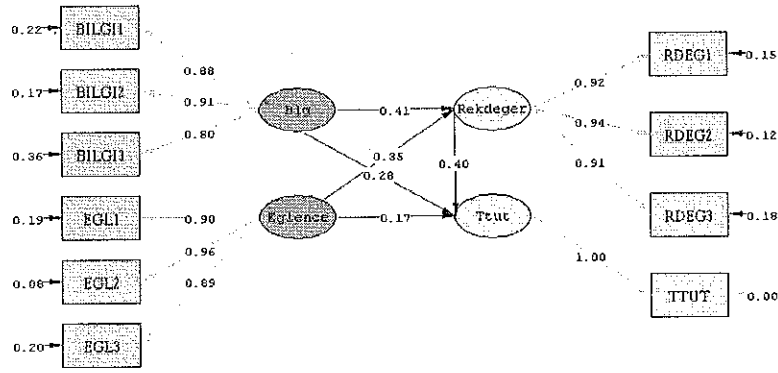 0.22 BILGI1
0.88
0.92 RDEG1 0.15
0.17 BILGI2
0.91
Blg 0.41 Rekdeger
0.94 RDEG2 0.12
0.36 BILGI3
0.80
0.35
0.28
0.40
0.91
0.19 EGL1
0.90
Eglence 0.17 Ttut
RDEG3 0.18
0.96
0.08 EGL2
0.89
1.00
TTUT 0.00
0.20 EGL3